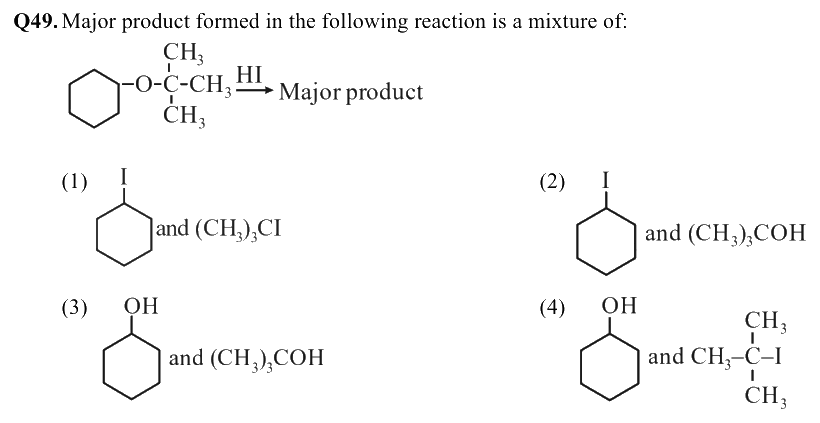 Q49. Major product formed in the following reaction is a mixture of:
CH₃
-O-C-CH₃ HI Major product
CH₃
(1) I
and (CH₃)₃CI
(2) I
and (CH₃)₃COH
(3) OH
and (CH₃)₃COH
(4) OH
CH₃
and CH₃–C–I
CH₃